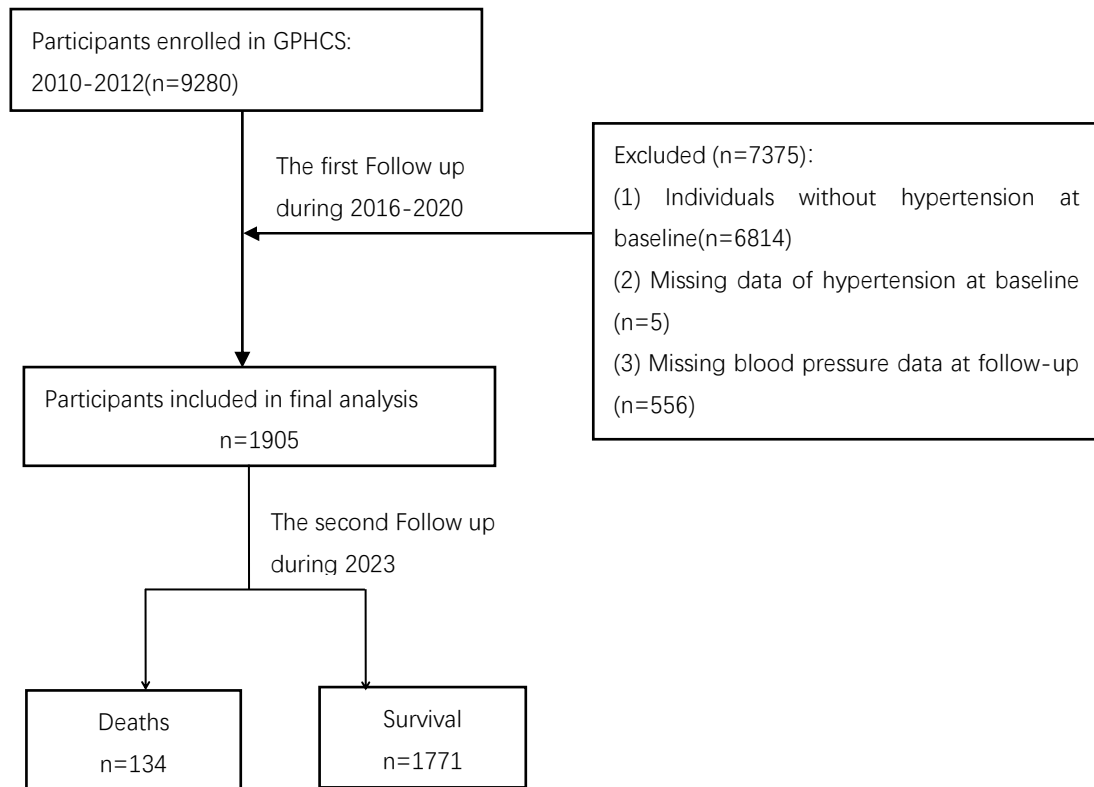 Participants enrolled in GPHCS:
2010-2012(n=9280)
The first Follow up
during 2016-2020
Excluded (n=7375):
(1) Individuals without hypertension at
baseline(n=6814)
(2) Missing data of hypertension at baseline
(n=5)
(3) Missing blood pressure data at follow-up
(n=556)
Participants included in final analysis
n=1905
The second Follow up
during 2023
Deaths
n=134
Survival
n=1771